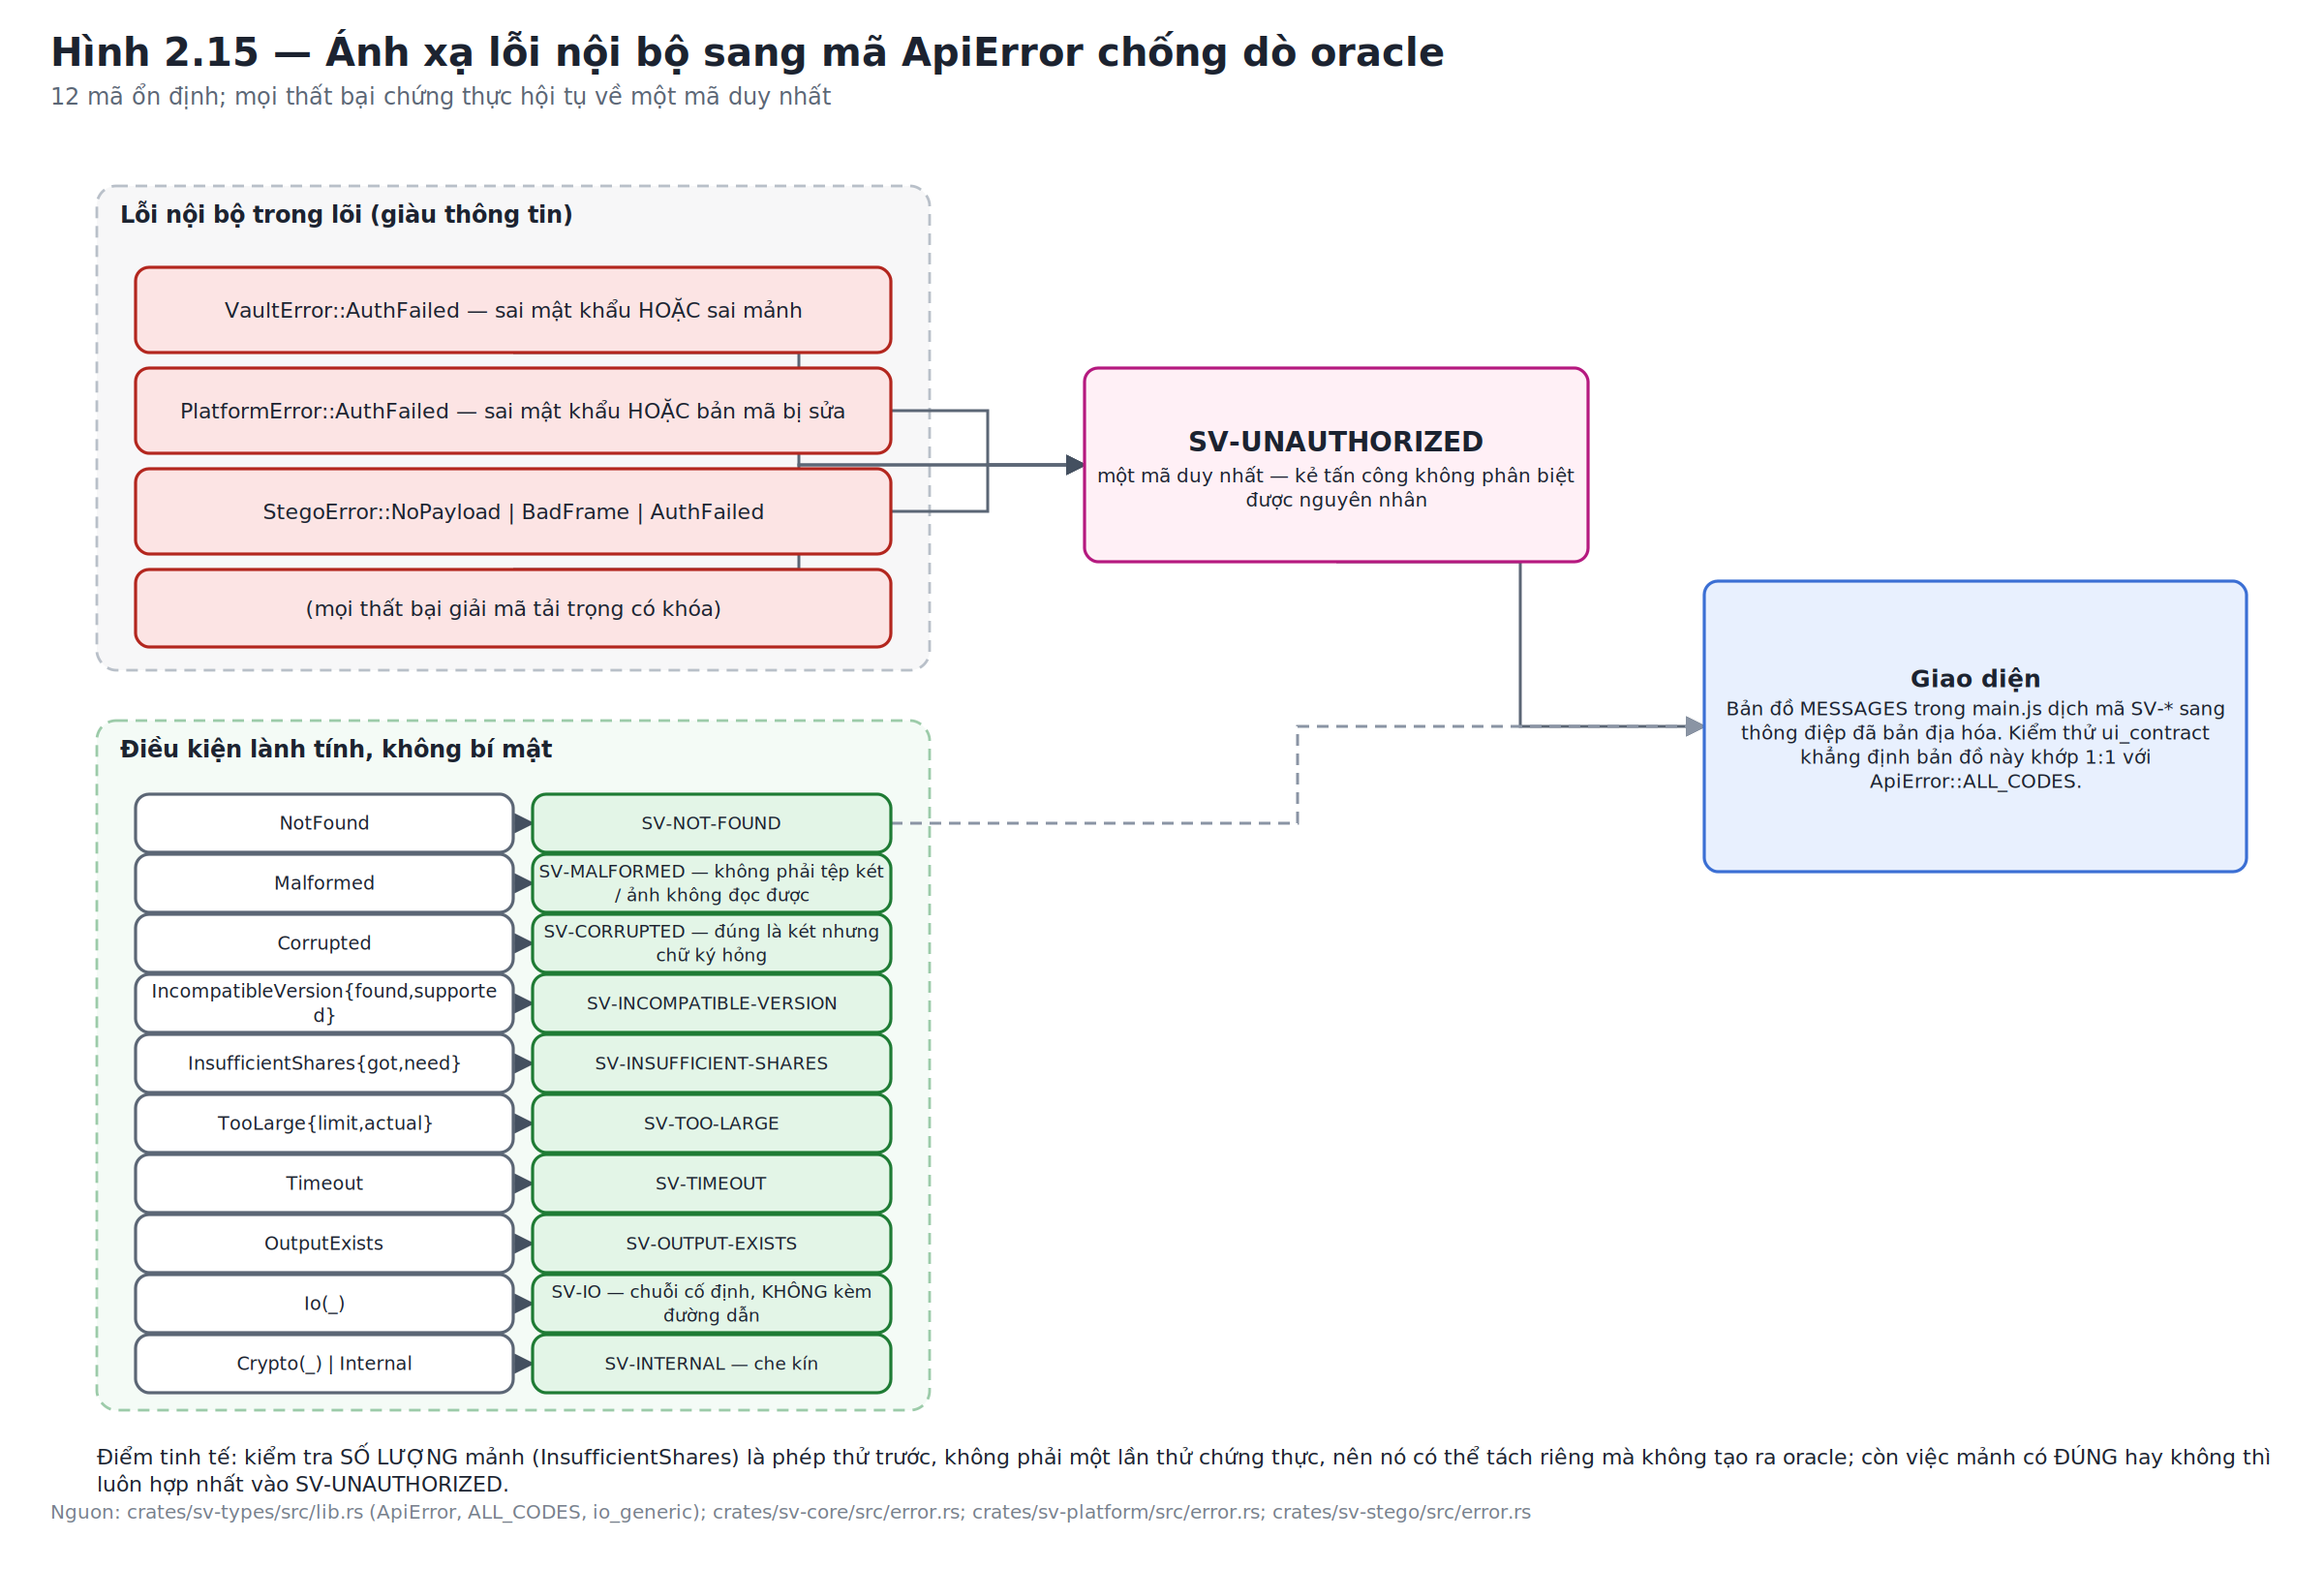 Hình 2.15 — Ánh xạ lỗi nội bộ sang mã ApiError chống dò oracle
12 mã ổn định; mọi thất bại chứng thực hội tụ về một mã duy nhất
Lỗi nội bộ trong lõi (giàu thông tin)
VaultError::AuthFailed — sai mật khẩu HOẶC sai mảnh
PlatformError::AuthFailed — sai mật khẩu HOẶC bản mã bị sửa
StegoError::NoPayload | BadFrame | AuthFailed
(mọi thất bại giải mã tải trọng có khóa)
SV-UNAUTHORIZED
một mã duy nhất — kẻ tấn công không phân biệt
được nguyên nhân
Giao diện
Bản đồ MESSAGES trong main.js dịch mã SV-* sang
thông điệp đã bản địa hóa. Kiểm thử ui_contract
khẳng định bản đồ này khớp 1:1 với
ApiError::ALL_CODES.
Điều kiện lành tính, không bí mật
NotFound
SV-NOT-FOUND
Malformed
SV-MALFORMED — không phải tệp két
/ ảnh không đọc được
Corrupted
SV-CORRUPTED — đúng là két nhưng
chữ ký hỏng
IncompatibleVersion{found,supporte
d}
SV-INCOMPATIBLE-VERSION
InsufficientShares{got,need}
SV-INSUFFICIENT-SHARES
TooLarge{limit,actual}
SV-TOO-LARGE
Timeout
SV-TIMEOUT
OutputExists
SV-OUTPUT-EXISTS
Io(_)
SV-IO — chuỗi cố định, KHÔNG kèm
đường dẫn
Crypto(_) | Internal
SV-INTERNAL — che kín
Điểm tinh tế: kiểm tra SỐ LƯỢNG mảnh (InsufficientShares) là phép thử trước, không phải một lần thử chứng thực, nên nó có thể tách riêng mà không tạo ra oracle; còn việc mảnh có ĐÚNG hay không thì
luôn hợp nhất vào SV-UNAUTHORIZED.
Nguon: crates/sv-types/src/lib.rs (ApiError, ALL_CODES, io_generic); crates/sv-core/src/error.rs; crates/sv-platform/src/error.rs; crates/sv-stego/src/error.rs